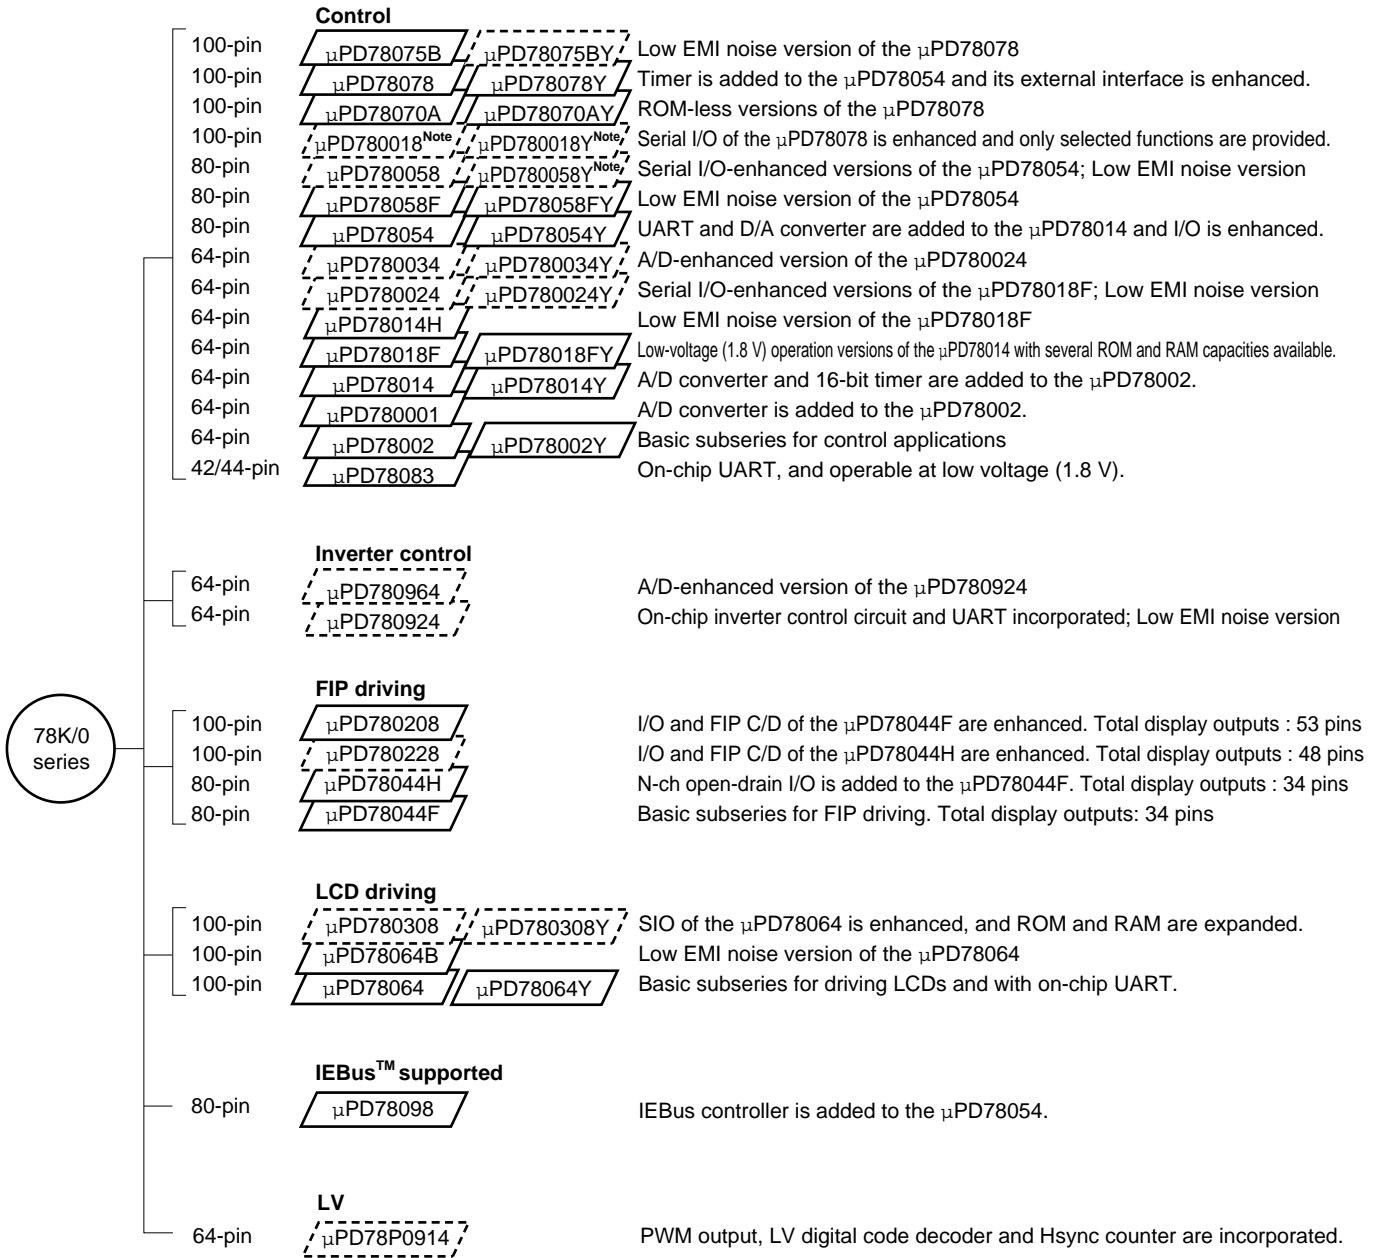 Control
100-pin μPD78075B μPD78075BY Low EMI noise version of the μPD78078
100-pin μPD78078 μPD78078Y Timer is added to the μPD78054 and its external interface is enhanced.
100-pin μPD78070A μPD78070AY ROM-less versions of the μPD78078
100-pin μPD780018Note μPD780018YNote Serial I/O of the μPD78078 is enhanced and only selected functions are provided.
80-pin μPD780058 μPD780058YNote Serial I/O-enhanced versions of the μPD78054; Low EMI noise version
80-pin μPD78058F μPD78058FY Low EMI noise version of the μPD78054
80-pin μPD78054 μPD78054Y UART and D/A converter are added to the μPD78014 and I/O is enhanced.
64-pin μPD780034 μPD780034Y A/D-enhanced version of the μPD780024
64-pin μPD780024 μPD780024Y Serial I/O-enhanced versions of the μPD78018F; Low EMI noise version
64-pin μPD78014H Low EMI noise version of the μPD78018F
64-pin μPD78018F μPD78018FY Low-voltage (1.8 V) operation versions of the μPD78014 with several ROM and RAM capacities available.
64-pin μPD78014 μPD78014Y A/D converter and 16-bit timer are added to the μPD78002.
64-pin μPD780001 A/D converter is added to the μPD78002.
64-pin μPD78002 μPD78002Y Basic subseries for control applications
42/44-pin μPD78083 On-chip UART, and operable at low voltage (1.8 V).
Inverter control
64-pin μPD780964 A/D-enhanced version of the μPD780924
64-pin μPD780924 On-chip inverter control circuit and UART incorporated; Low EMI noise version
78K/0
series
FIP driving
100-pin μPD780208 I/O and FIP C/D of the μPD78044F are enhanced. Total display outputs : 53 pins
100-pin μPD780228 I/O and FIP C/D of the μPD78044H are enhanced. Total display outputs : 48 pins
80-pin μPD78044H N-ch open-drain I/O is added to the μPD78044F. Total display outputs : 34 pins
80-pin μPD78044F Basic subseries for FIP driving. Total display outputs: 34 pins
LCD driving
100-pin μPD780308 μPD780308Y SIO of the μPD78064 is enhanced, and ROM and RAM are expanded.
100-pin μPD78064B Low EMI noise version of the μPD78064
100-pin μPD78064 μPD78064Y Basic subseries for driving LCDs and with on-chip UART.
IEBus™ supported
80-pin μPD78098 IEBus controller is added to the μPD78054.
LV
64-pin μPD78P0914 PWM output, LV digital code decoder and Hsync counter are incorporated.